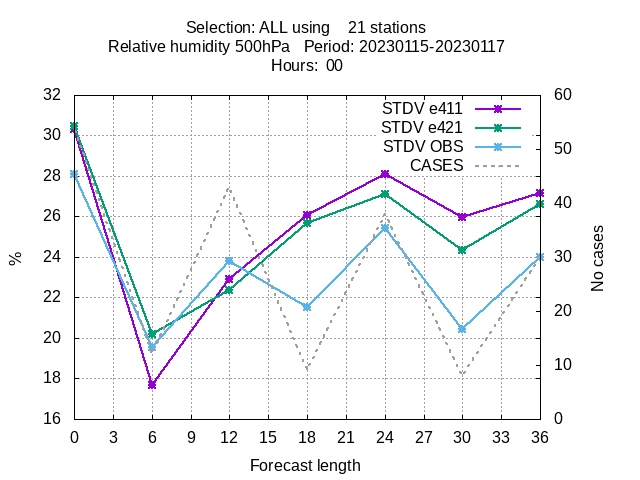 Selection: ALL using    21 stations
Relative humidity 500hPa   Period: 20230115-20230117
Hours:  00
STDV e411
STDV e421
STDV OBS
CASES
32
30
28
26
24
22
20
18
16
60
50
40
30
20
10
0
%
No cases
0 3 6 9 12 15 18 21 24 27 30 33 36
Forecast length